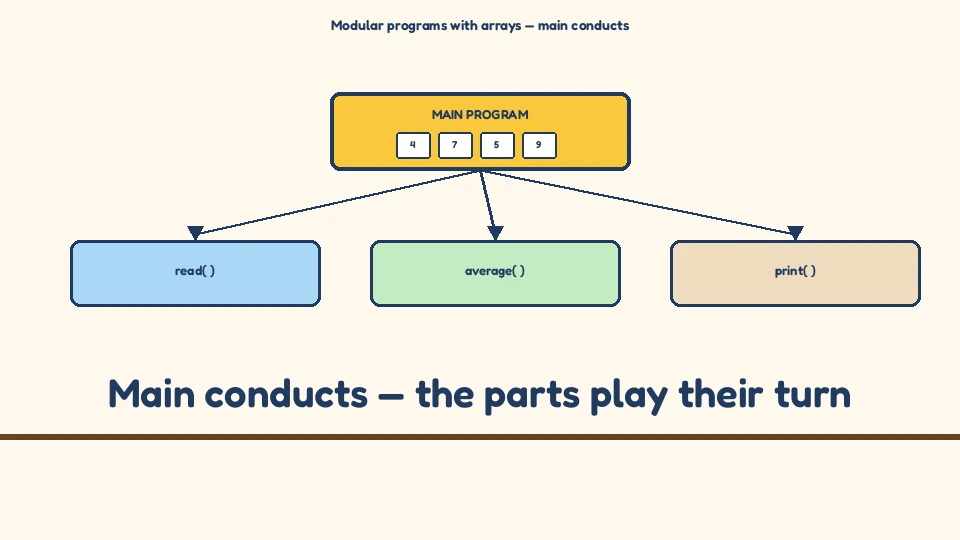 Modular programs with arrays — main conducts
MAIN PROGRAM
4 7 5 9
read( ) average( ) print( )
Main conducts — the parts play their turn